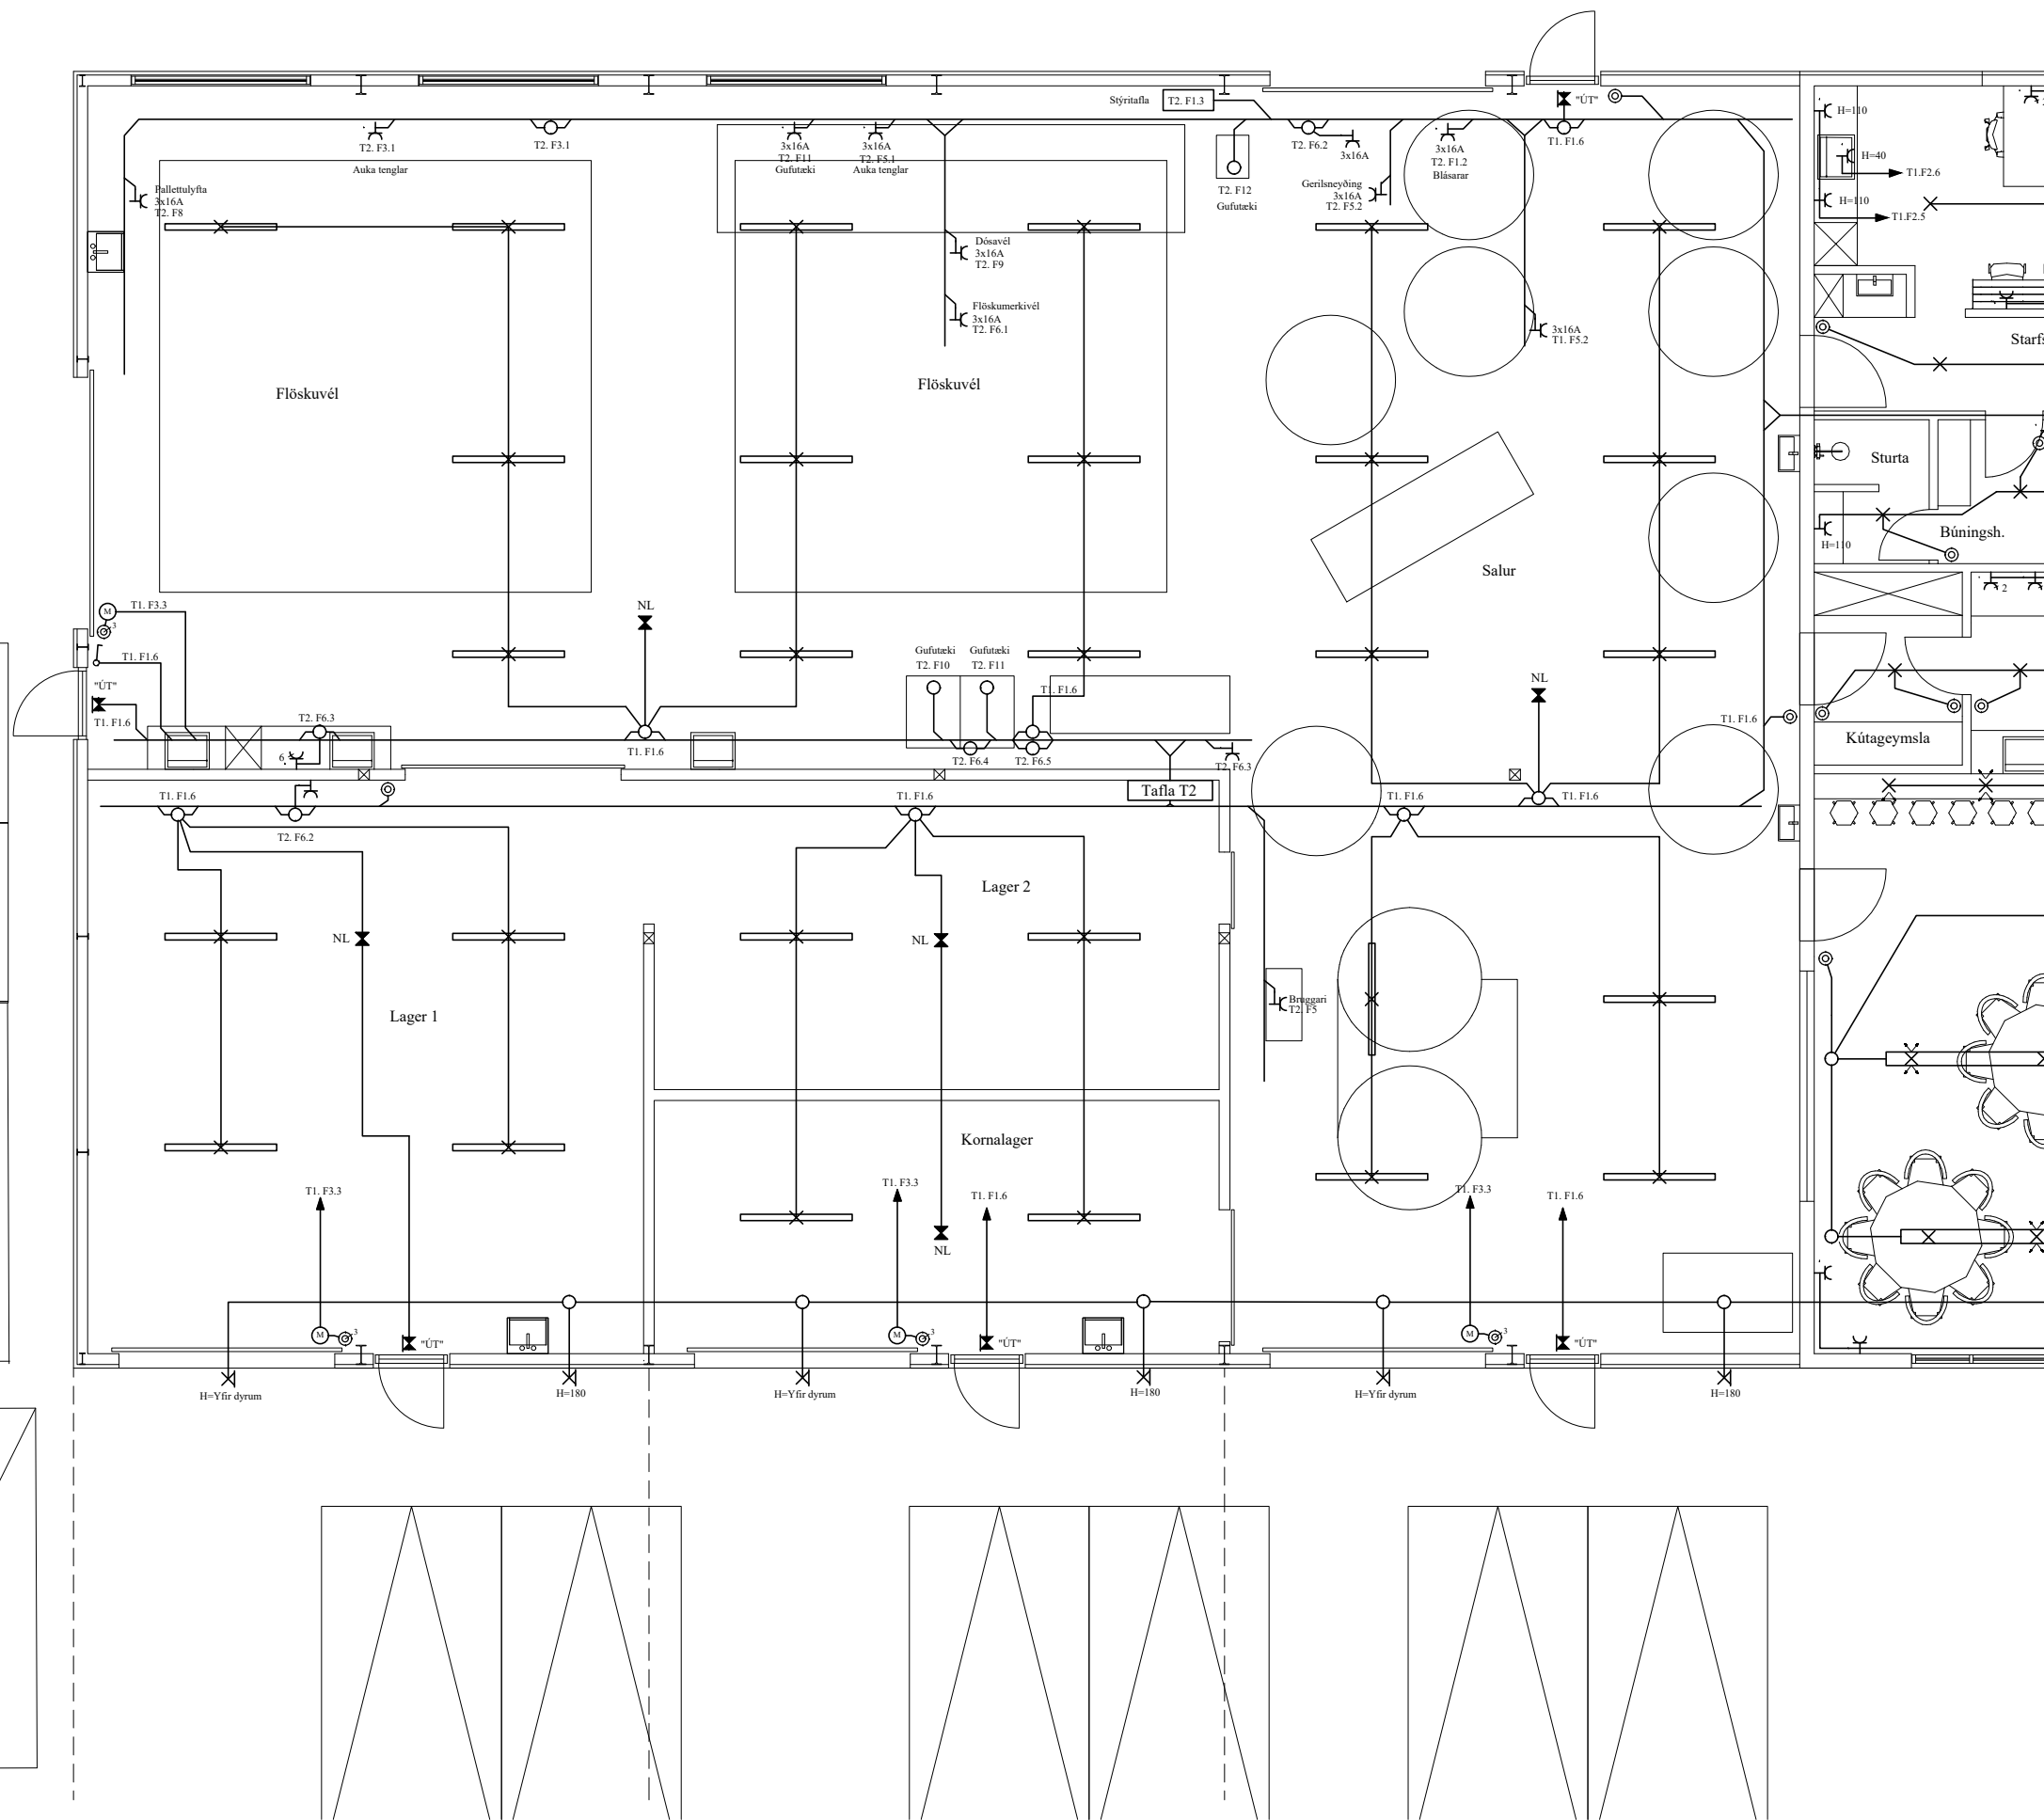 Stýritafla
T2. F1.3
"ÚT"
H=110
T2. F3.1
Auka tenglar
T2. F3.1
3x16A
T2. F11
Gufutæki
3x16A
T2. F5.1
Auka tenglar
T2. F6.2
3x16A
3x16A
T2. F1.2
Blásarar
T1. F1.6
H=40
T1.F2.6
Pallettulyfta
3x16A
T2. F8
T2. F12
Gufutæki
Gerilsneyðing
3x16A
T2. F5.2
H=110
T1.F2.5
Dósavél
3x16A
T2. F9
Flöskumerkivél
3x16A
T2. F6.1
3x16A
T1. F5.2
Flöskuvél
Flöskuvél
Sturta
Búningsh.
H=110
Salur
2
M
T1. F3.3
3
T1. F1.6
"ÚT"
T1. F1.6
NL
Gufutæki
T2. F10
Gufutæki
T2. F11
T1. F1.6
NL
T1. F1.6
Kútageymsla
T2. F6.3
6
T1. F1.6
T2. F6.4
T2. F6.5
T2. F6.3
Tafla T2
T1. F1.6
T2. F6.2
T1. F1.6
T1. F1.6
T1. F1.6
Lager 2
NL
NL
Lager 1
Bruggari
T2. F5
Kornalager
T1. F3.3
T1. F3.3
T1. F1.6
T1. F3.3
T1. F1.6
NL
M
3
"ÚT"
M
3
"ÚT"
M
3
"ÚT"
H=Yfir dyrum
H=180
H=Yfir dyrum
H=180
H=Yfir dyrum
H=180